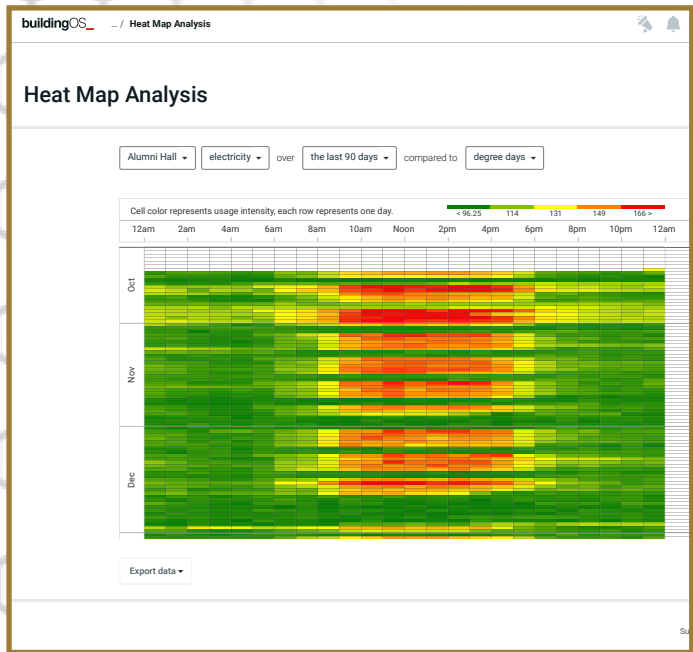 buildingOS_ ... / Heat Map Analysis
Heat Map Analysis
Alumni Hall electricity over the last 90 days compared to degree days
Cell color represents usage intensity, each row represents one day.
< 96.25 114 131 149 166 >
12am 2am 4am 6am 8am 10am Noon 2pm 4pm 6pm 8pm 10pm 12am
Oct
Nov
Dec
Export data
Su